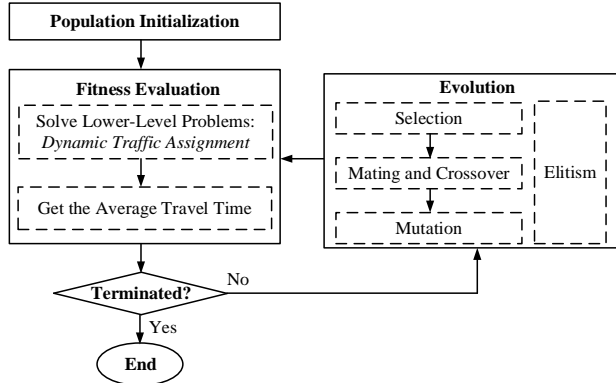 Population Initialization
Fitness Evaluation
Solve Lower-Level Problems:
Dynamic Traffic Assignment
Get the Average Travel Time
Evolution
Selection
Mating and Crossover
Mutation
Elitism
Terminated?
No
Yes
End